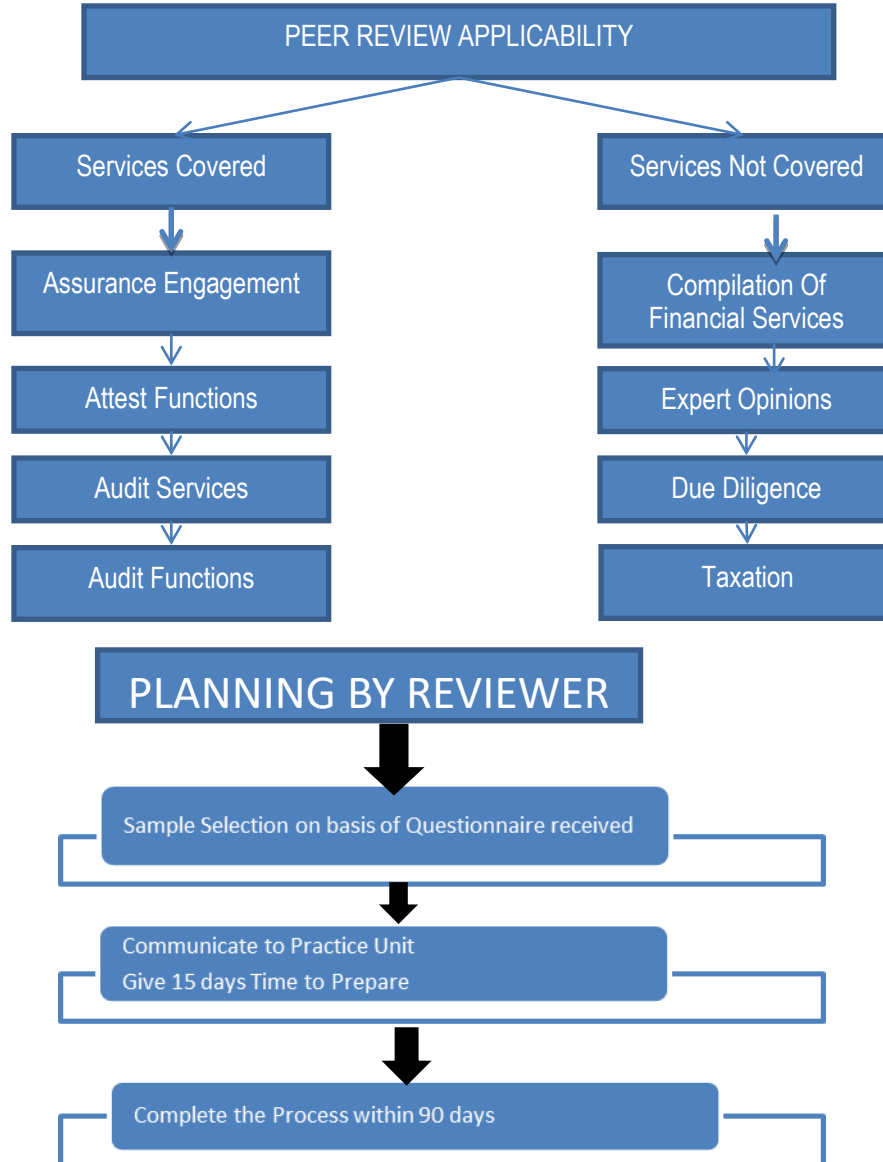 PEER REVIEW APPLICABILITY
Services Covered
Services Not Covered
Assurance Engagement
Compilation Of
Financial Services
Attest Functions
Expert Opinions
Audit Services
Due Diligence
Audit Functions
Taxation
PLANNING BY REVIEWER
Sample Selection on basis of Questionnaire received
Communicate to Practice Unit
Give 15 days Time to Prepare
Complete the Process within 90 days